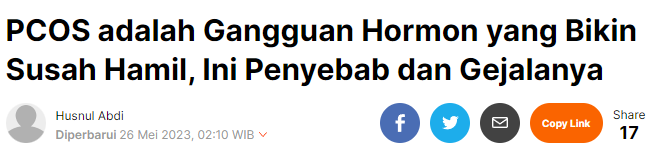 PCOS adalah Gangguan Hormon yang Bikin
Susah Hamil, Ini Penyebab dan Gejalanya
Husnul Abdi
Diperbarui 26 Mei 2023, 02:10 WIB
Copy Link
Share
17